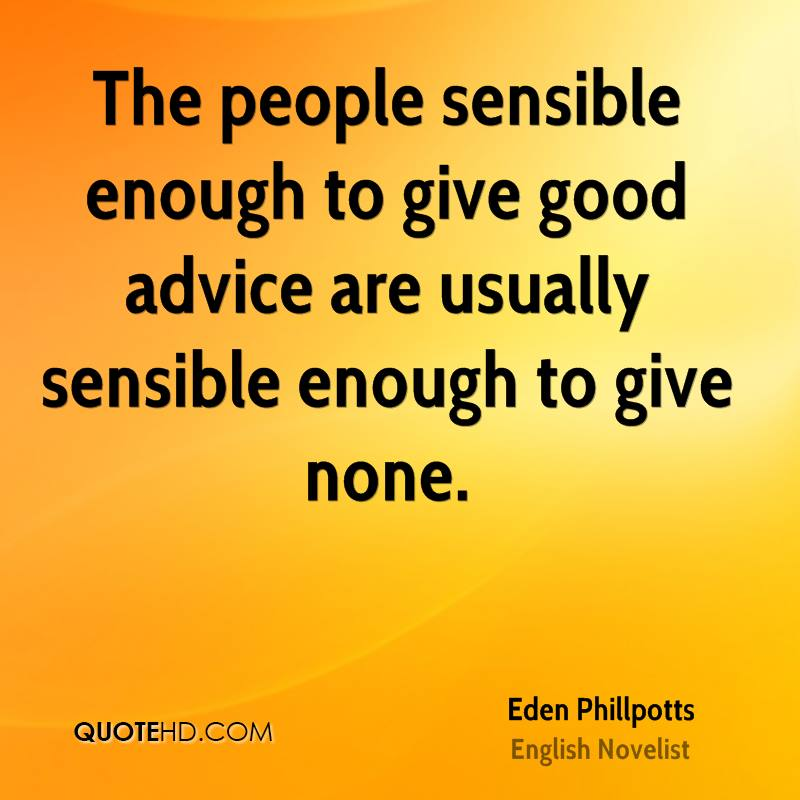 The people sensible
enough to give good
advice are usually
sensible enough to give
none.
Eden Phillpotts
English Novelist
QUOTEHD.COM